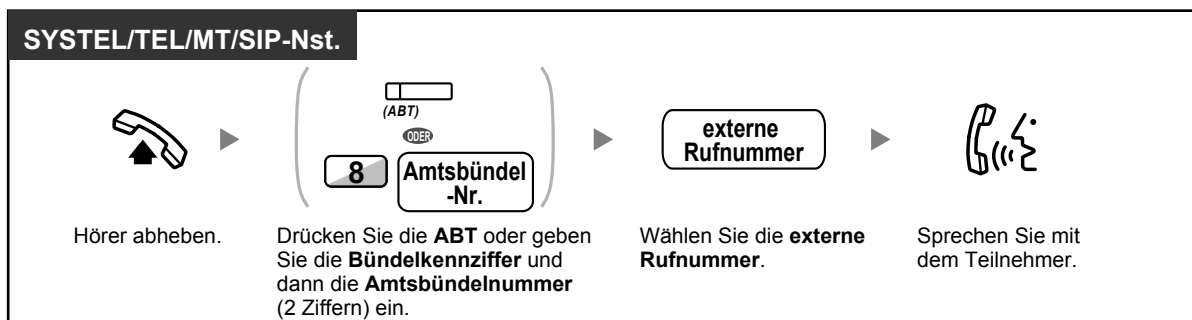 SYSTEL/TEL/MT/SIP-Nst.
(ABT)
ODER
8
Amtsbündel
-Nr.
externe
Rufnummer
Hörer abheben.
Drücken Sie die ABT oder geben
Sie die Bündelkennziffer und
dann die Amtsbündelnummer
(2 Ziffern) ein.
Wählen Sie die externe
Rufnummer.
Sprechen Sie mit
dem Teilnehmer.